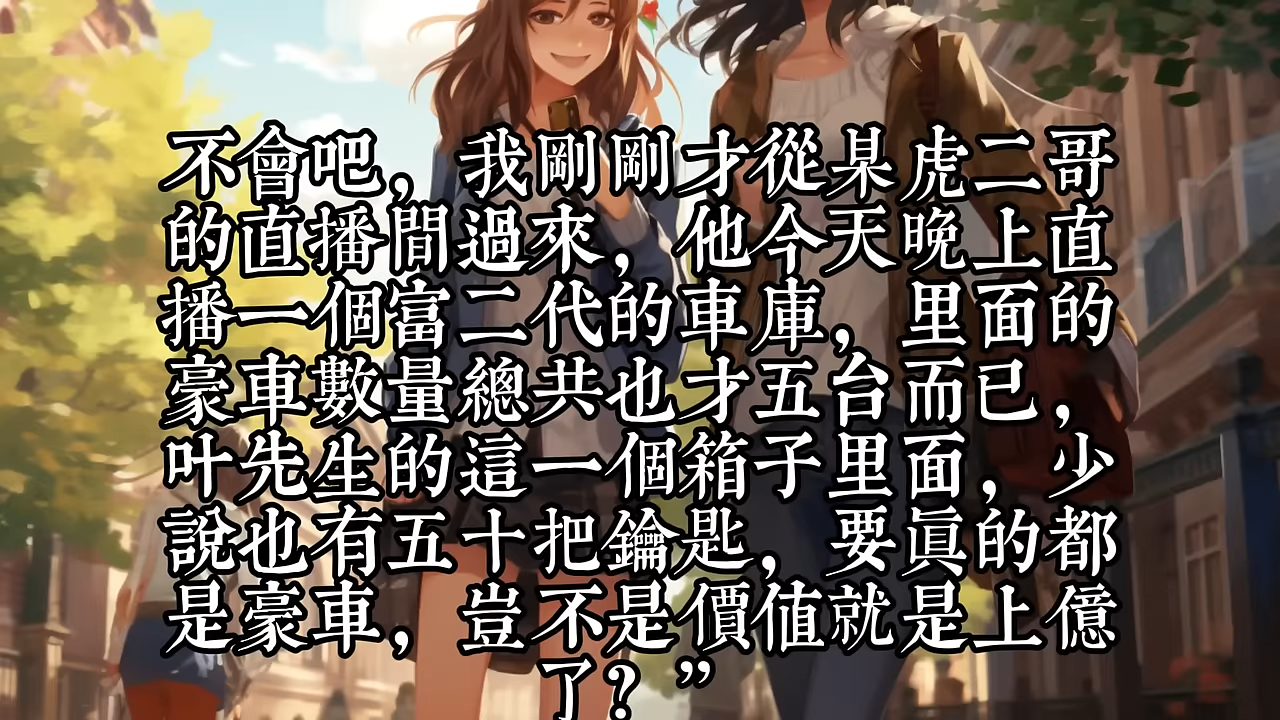 不會吧，我剛剛才從某虎二哥
的直播間過來，他今天晚上直
播一個富二代的車庫，里面的
豪車數量總共也才五台而已，
叶先生的這一個箱子里面，少
說也有五十把鑰匙，要真的都
是豪車，豈不是價值就是上億
了？”